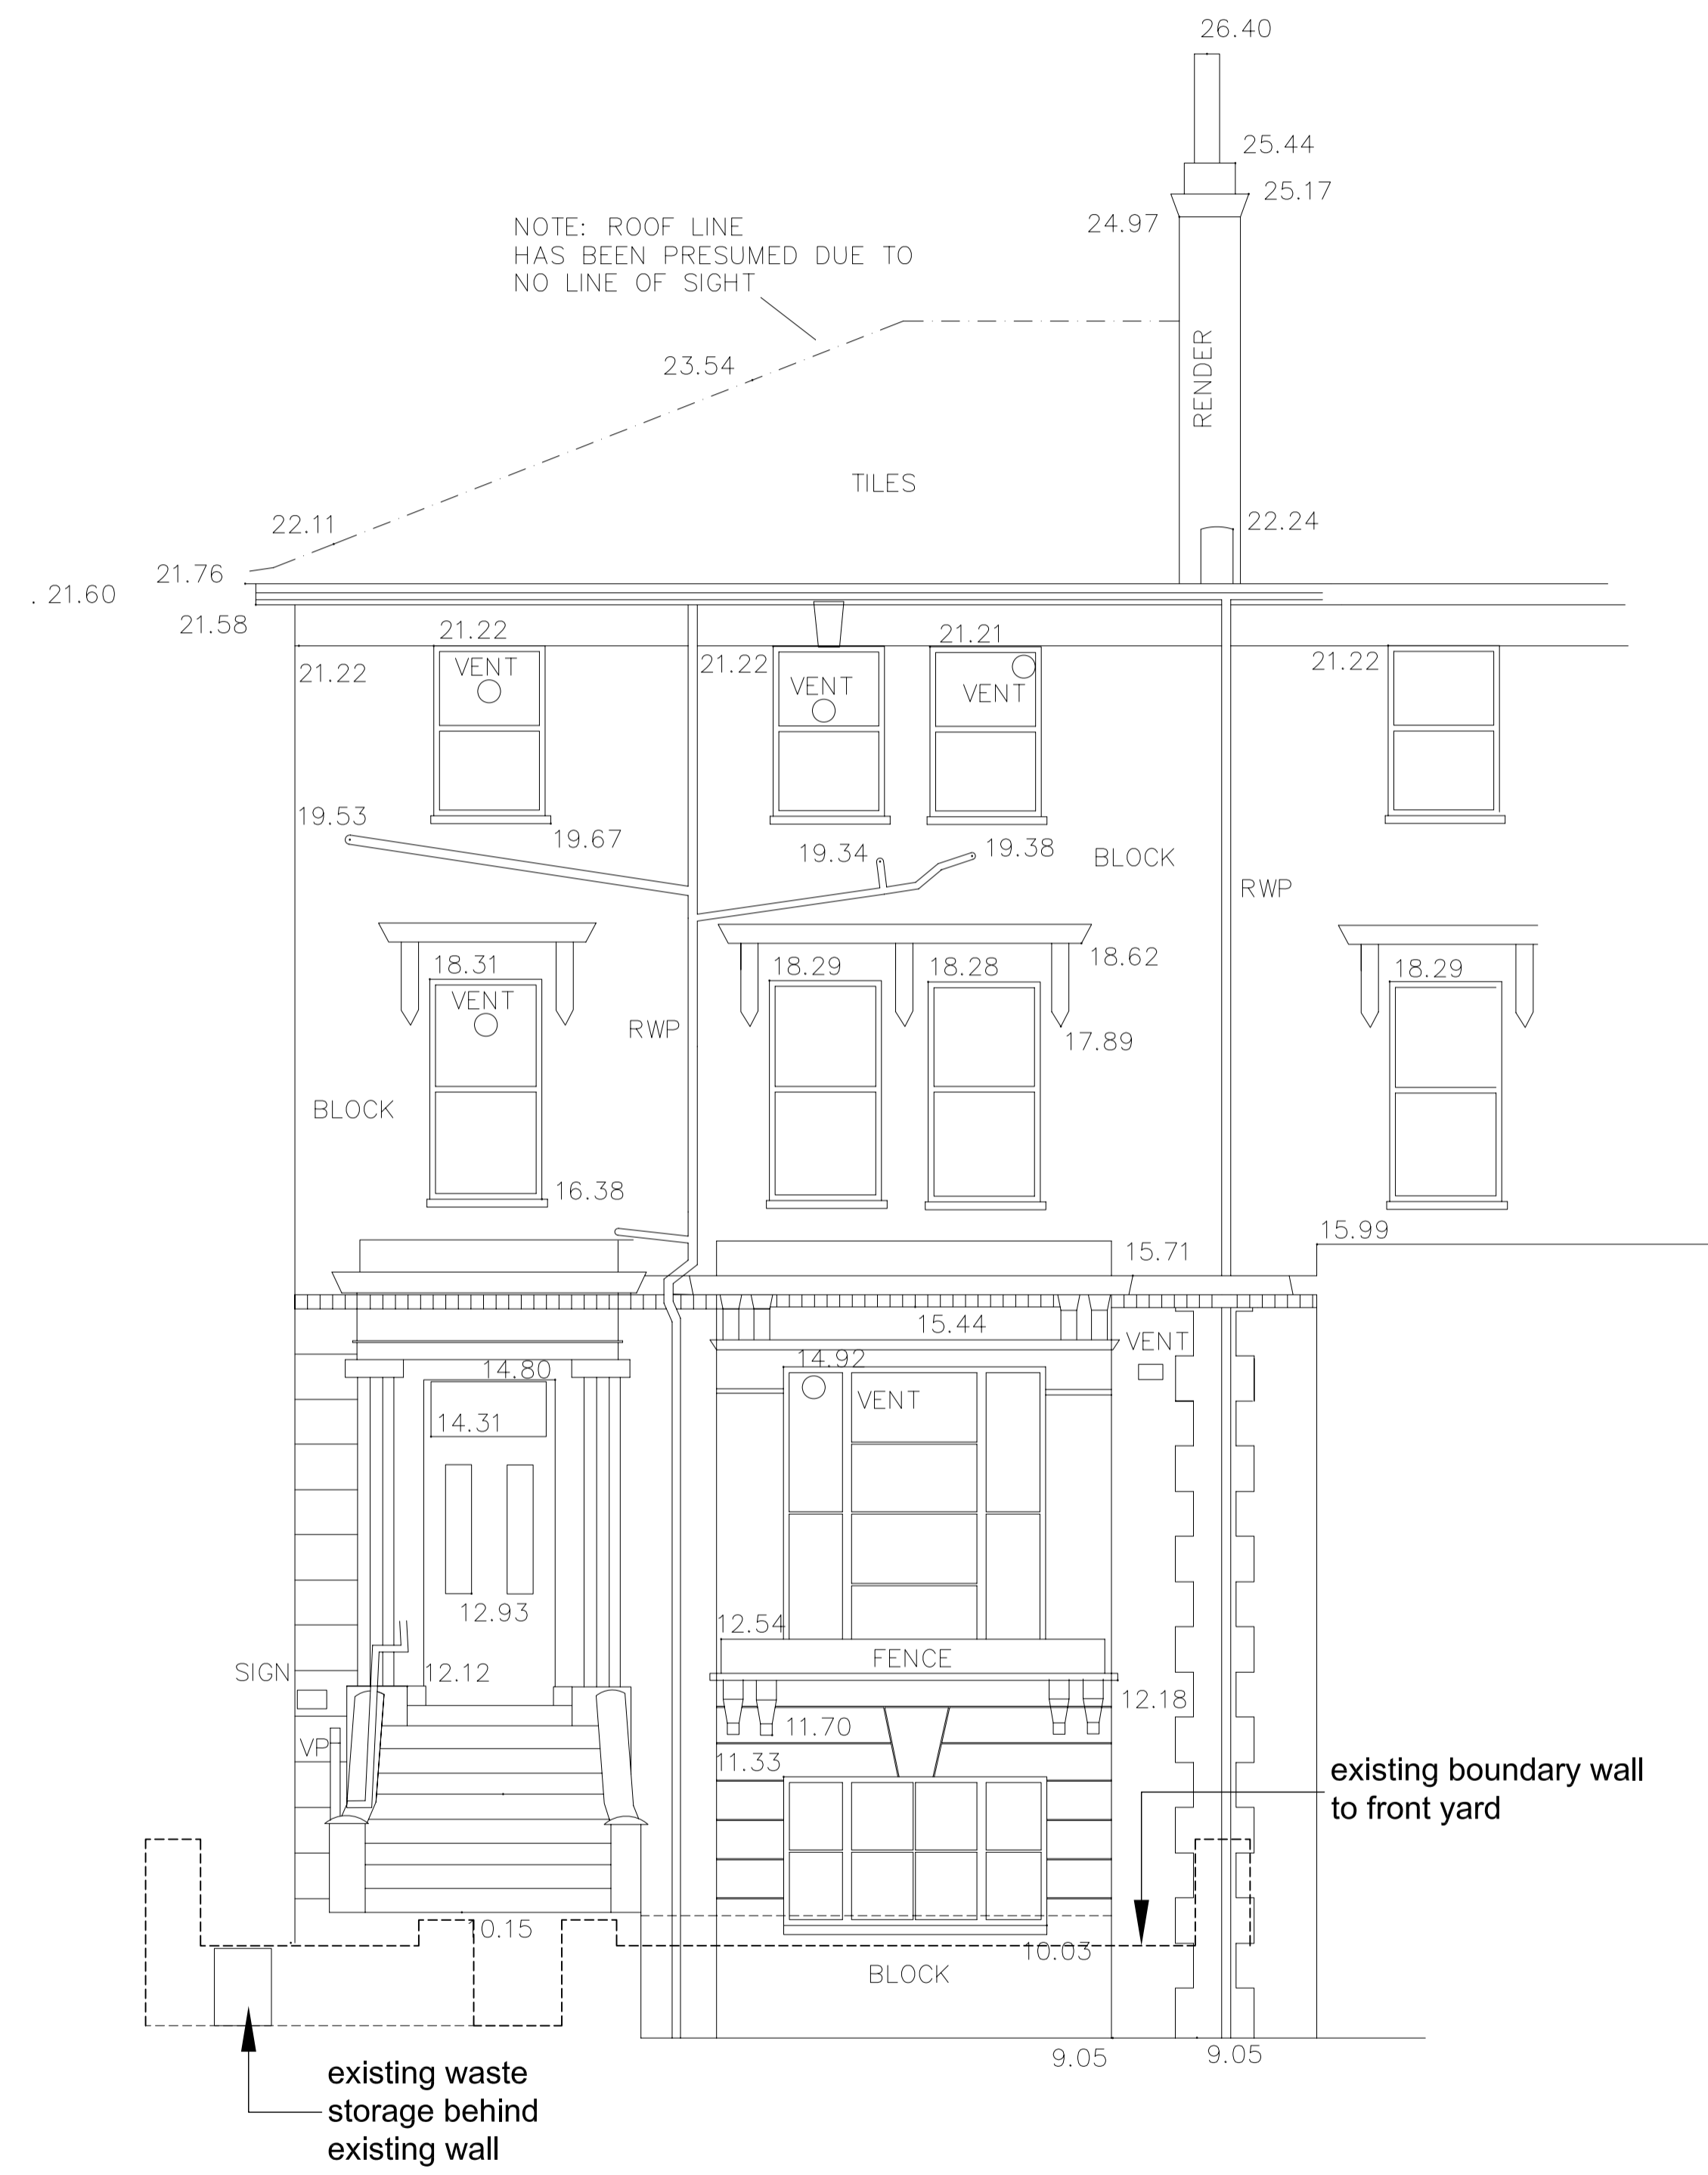 26.40
25.44
25.17
24.97
NOTE: ROOF LINE
HAS BEEN PRESUMED DUE TO
NO LINE OF SIGHT
RENDER
23.54
TILES
22.11
22.24
21.76
. 21.60
21.58
21.22
21.21
21.22
21.22
21.22
VENT
VENT
VENT
19.53
19.67
19.34
19.38
BLOCK
RWP
18.62
18.31
18.29
18.28
18.29
VENT
RWP
17.89
BLOCK
16.38
15.99
15.71
15.44
VENT
14.92
14.80
VENT
14.31
12.93
12.54
FENCE
SIGN
12.12
12.18
11.70
VP
11.33
existing boundary wall
to front yard
10.15
10.03
BLOCK
9.05
9.05
existing waste
storage behind
existing wall